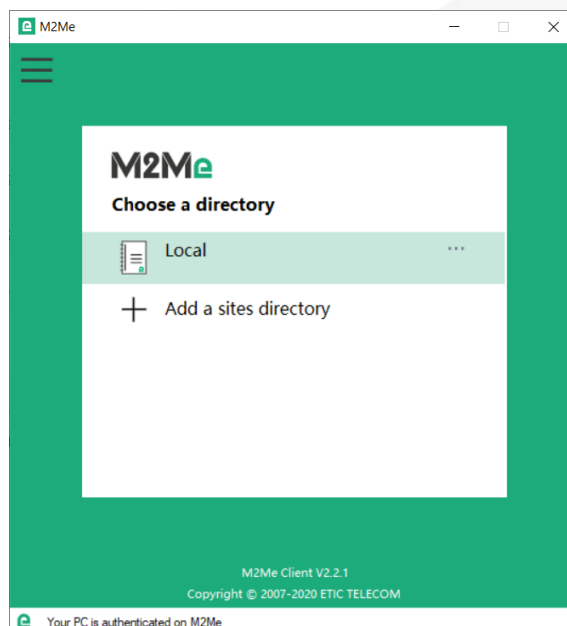 M2Me
M2Me
Choose a directory
Local
Add a sites directory
M2Me Client V2.2.1
Copyright © 2007-2020 ETIC TELECOM
Your PC is authenticated on M2Me